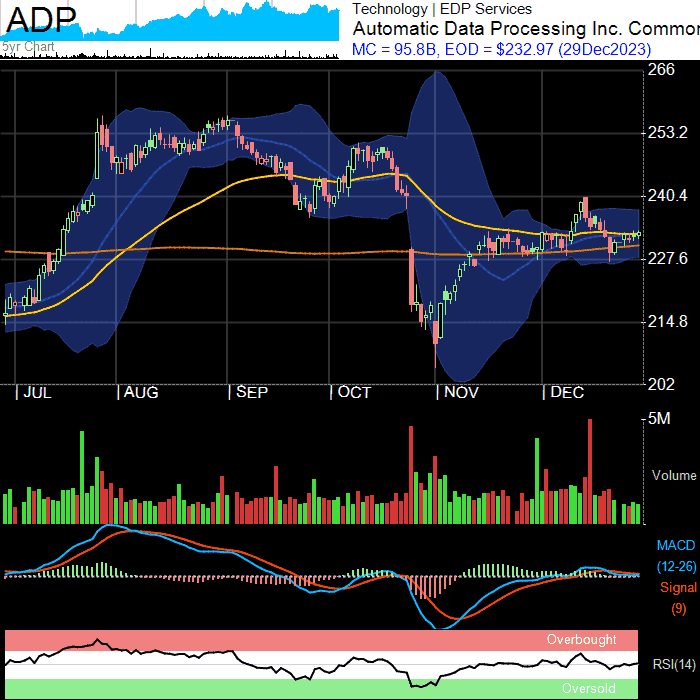 ADP
5yr Chart
Technology | EDP Services
Automatic Data Processing Inc. Common
MC = 95.8B, EOD = $232.97 (29Dec2023)
266
253.2
240.4
227.6
214.8
202
JUL
AUG
SEP
OCT
NOV
DEC
5M
Volume
MACD
(12-26)
Signal
(9)
Overbought
RSI(14)
Oversold